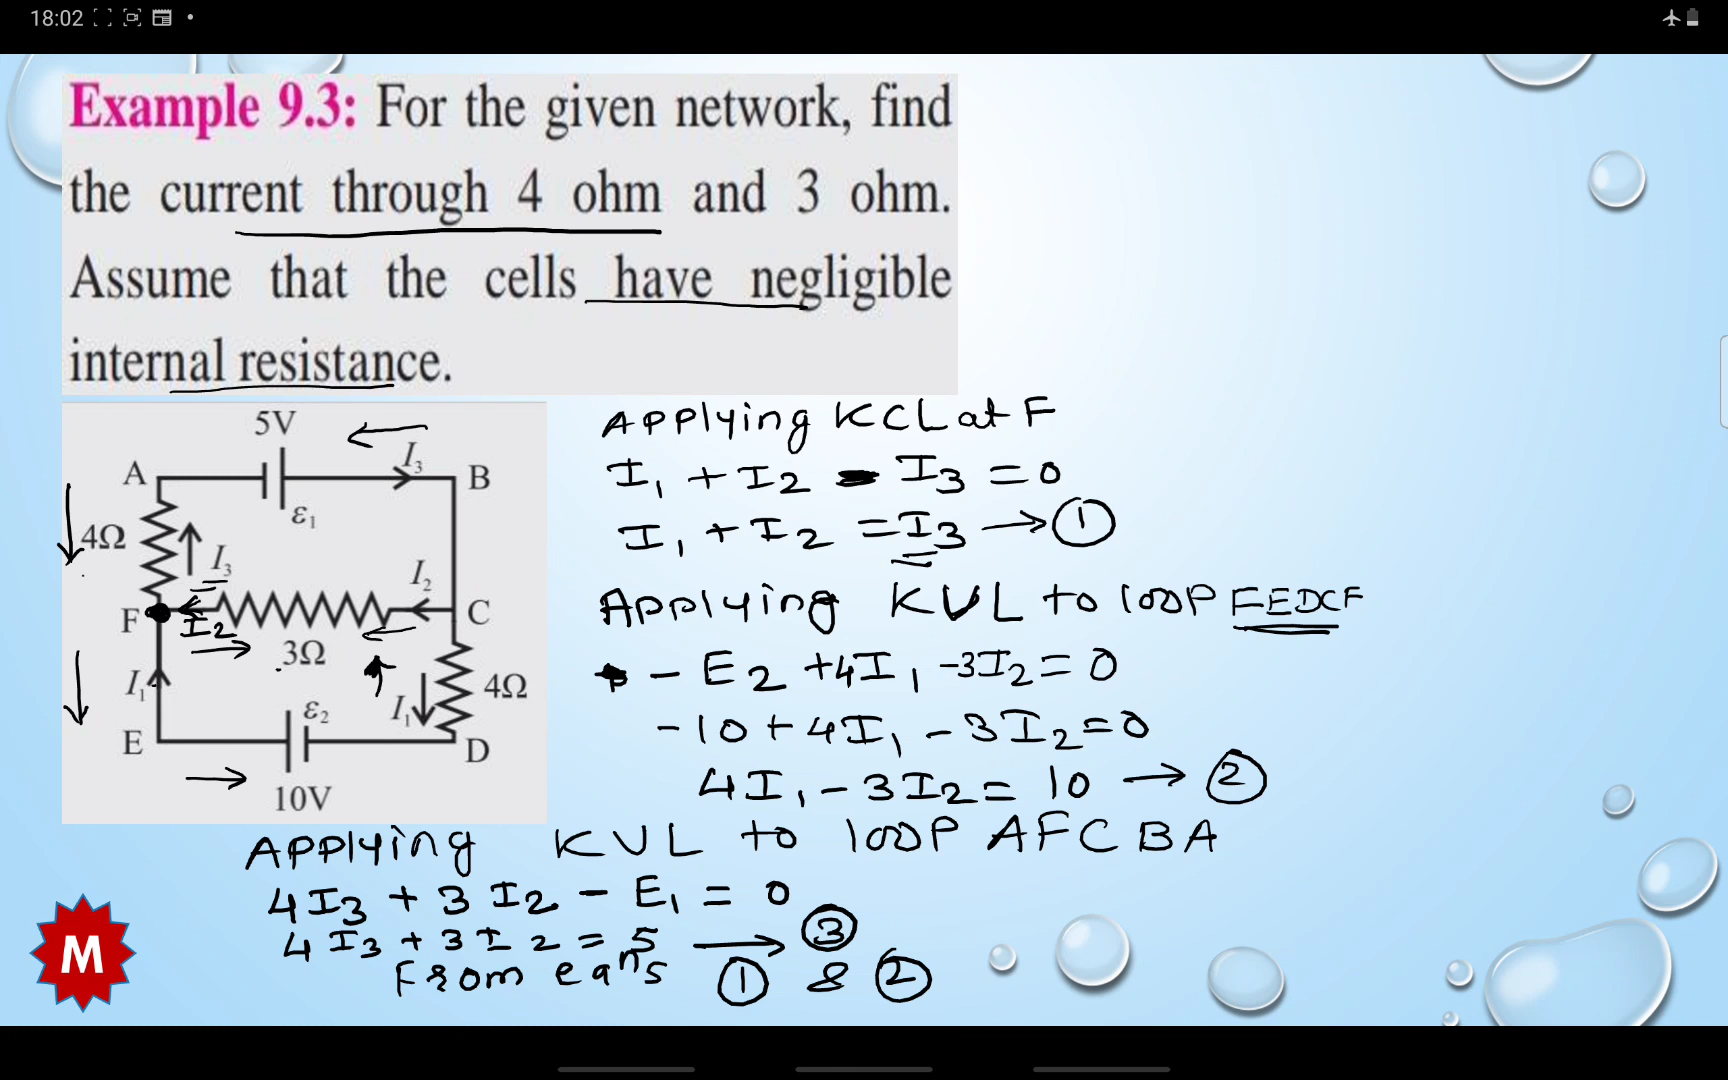 18:02
Example 9.3: For the given network, find
the current through 4 ohm and 3 ohm.
Assume that the cells have negligible
internal resistance.
5V
A
I₃
B
ε₁
4Ω
I₃
I₂
F
I₂
C
3Ω
I₁
ε₂
I₁
4Ω
E
D
10V
Applying KCL at F
I₁ + I₂ - I₃ = 0
I₁ + I₂ = I₃ → ①
Applying KVL to loop FEDCF
- E₂ + 4I₁ - 3I₂ = 0
-10 + 4I₁ - 3I₂ = 0
4I₁ - 3I₂ = 10 → ②
Applying KVL to loop AFCBA
4I₃ + 3I₂ - E₁ = 0
4I₃ + 3I₂ = 5 → ③
From eqⁿs ① & ②
M